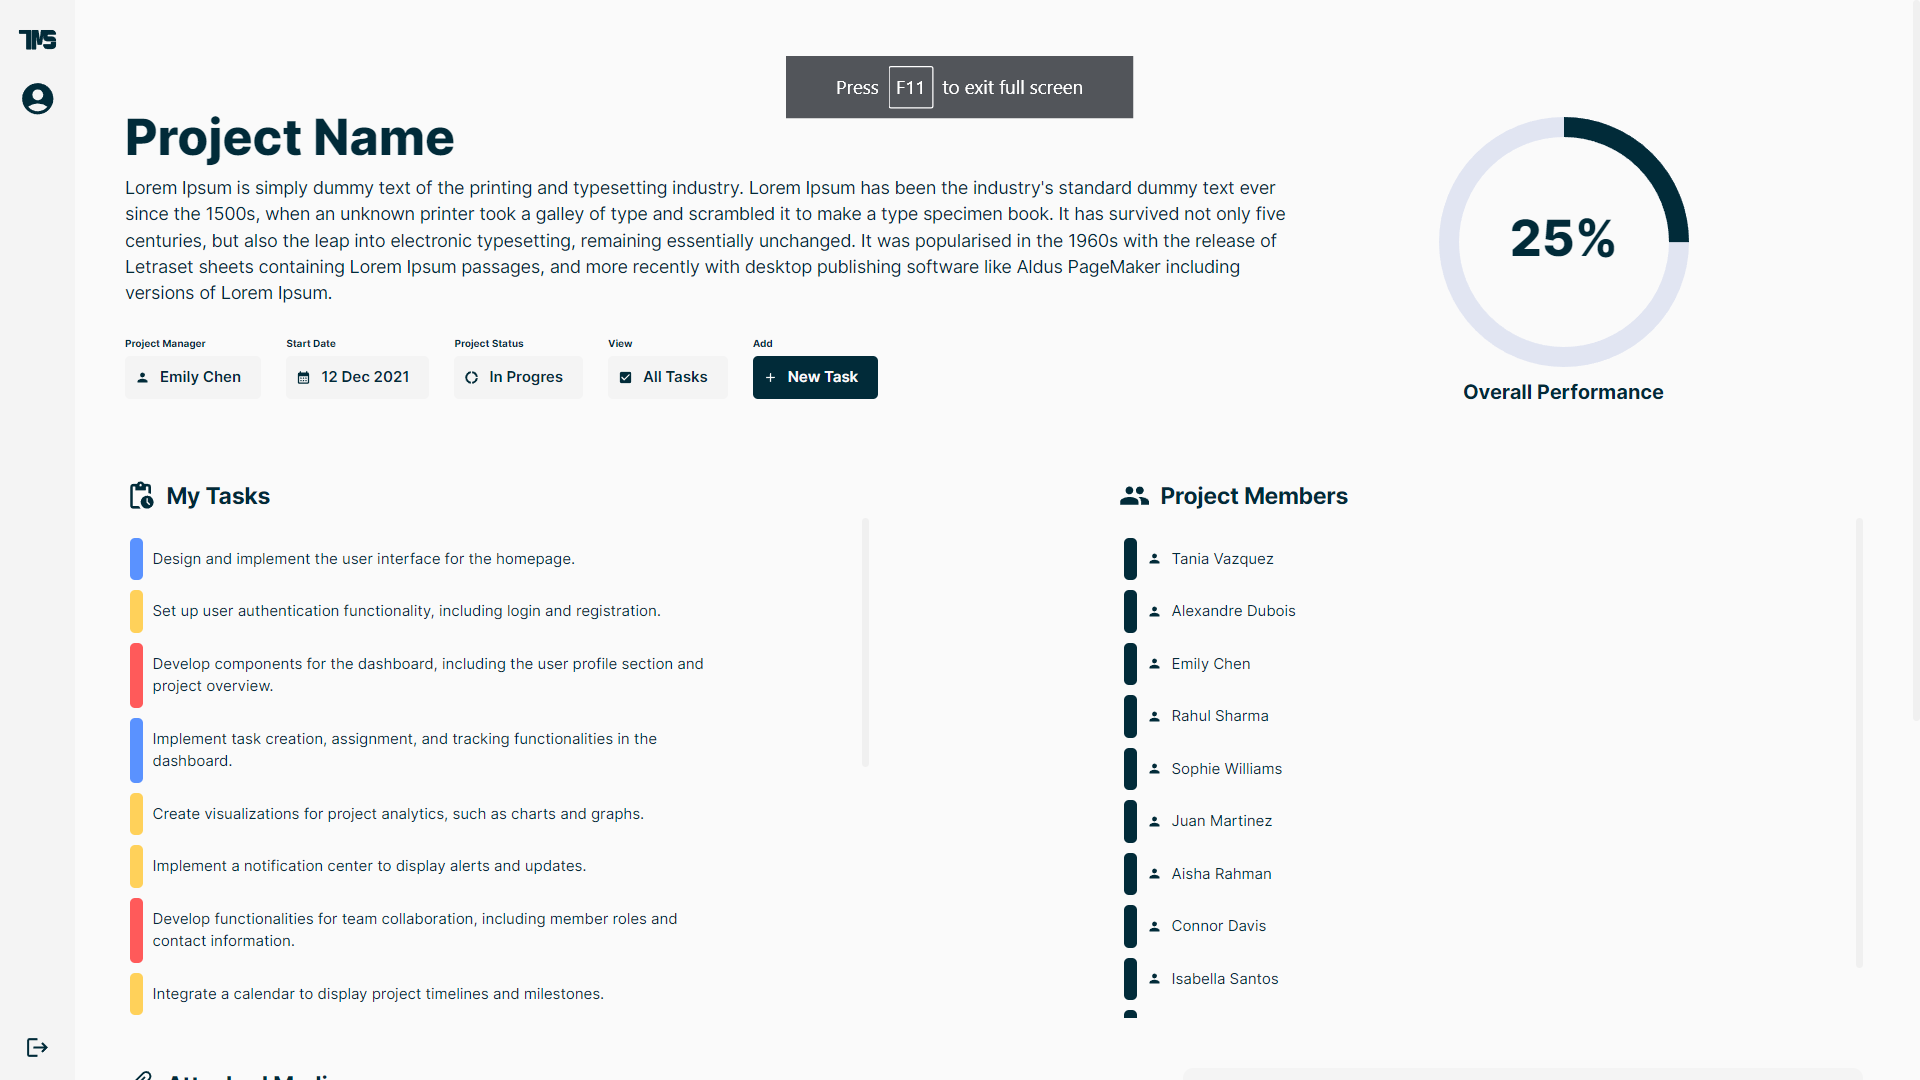 TMS
Press F11 to exit full screen
Project Name
Lorem Ipsum is simply dummy text of the printing and typesetting industry. Lorem Ipsum has been the industry's standard dummy text ever
since the 1500s, when an unknown printer took a galley of type and scrambled it to make a type specimen book. It has survived not only five
centuries, but also the leap into electronic typesetting, remaining essentially unchanged. It was popularised in the 1960s with the release of
Letraset sheets containing Lorem Ipsum passages, and more recently with desktop publishing software like Aldus PageMaker including
versions of Lorem Ipsum.
25%
Overall Performance
Project Manager
Emily Chen
Start Date
12 Dec 2021
Project Status
In Progres
View
All Tasks
Add
+ New Task
My Tasks
Design and implement the user interface for the homepage.
Set up user authentication functionality, including login and registration.
Develop components for the dashboard, including the user profile section and
project overview.
Implement task creation, assignment, and tracking functionalities in the
dashboard.
Create visualizations for project analytics, such as charts and graphs.
Implement a notification center to display alerts and updates.
Develop functionalities for team collaboration, including member roles and
contact information.
Integrate a calendar to display project timelines and milestones.
Project Members
Tania Vazquez
Alexandre Dubois
Emily Chen
Rahul Sharma
Sophie Williams
Juan Martinez
Aisha Rahman
Connor Davis
Isabella Santos